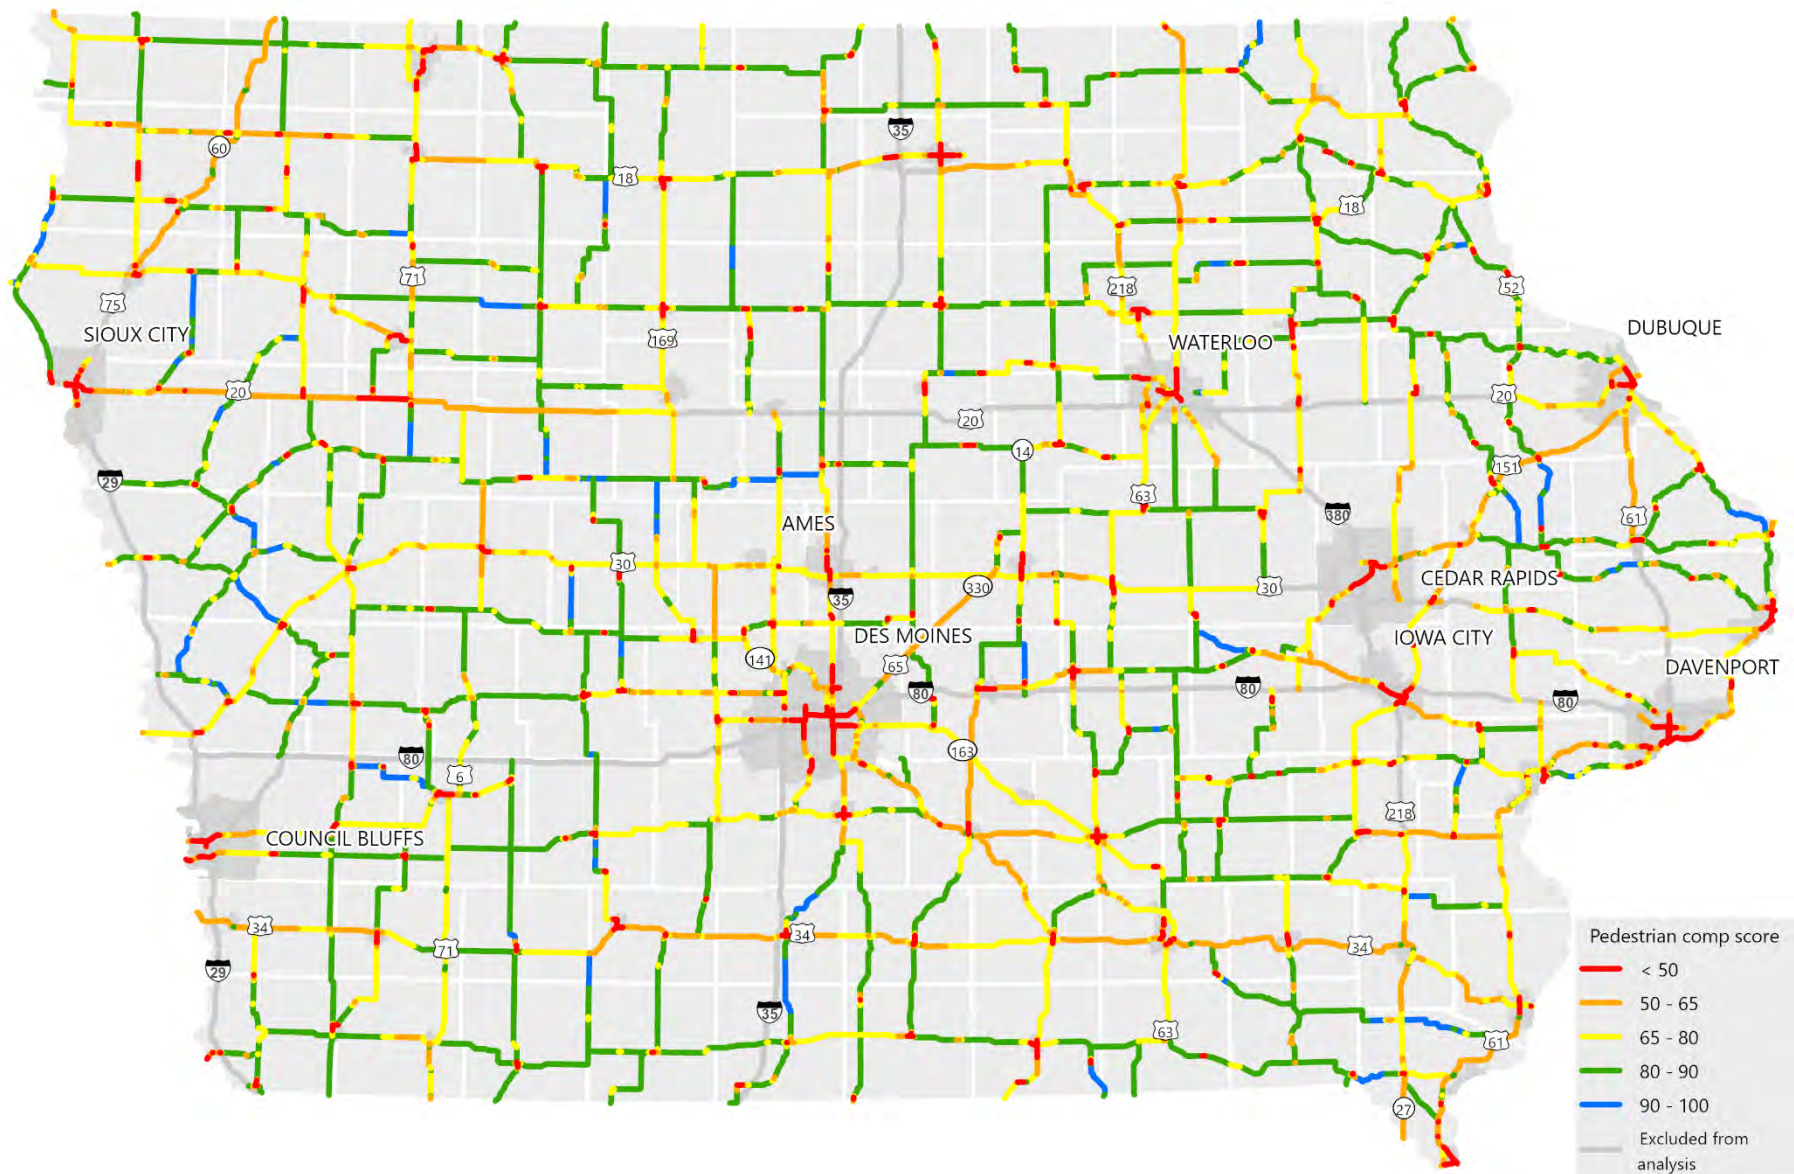 35
60
18
18
71
75
52
218
SIOUX CITY
DUBUQUE
169
WATERLOO
20
20
20
14
151
29
63
61
380
AMES
30
30
330
CEDAR RAPIDS
35
DES MOINES
IOWA CITY
141
65
DAVENPORT
80
80
80
163
80
6
218
COUNCIL BLUFFS
34
34
34
71
29
35
63
61
27
Pedestrian comp score
< 50
50 - 65
65 - 80
80 - 90
90 - 100
Excluded from
analysis